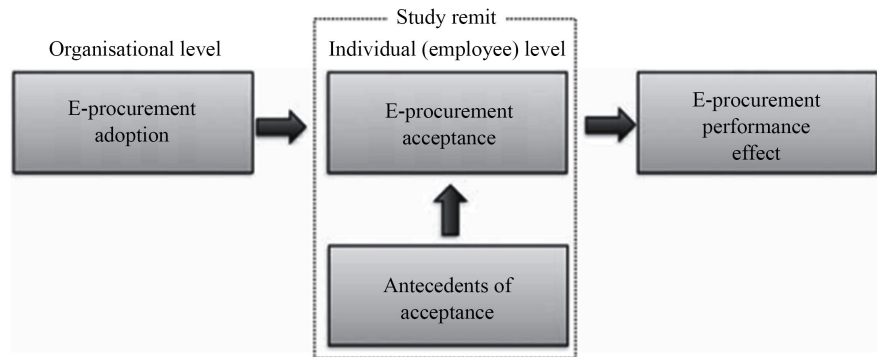 Study remit
Organisational level
Individual (employee) level
E-procurement
adoption
E-procurement
acceptance
E-procurement
performance
effect
Antecedents of
acceptance